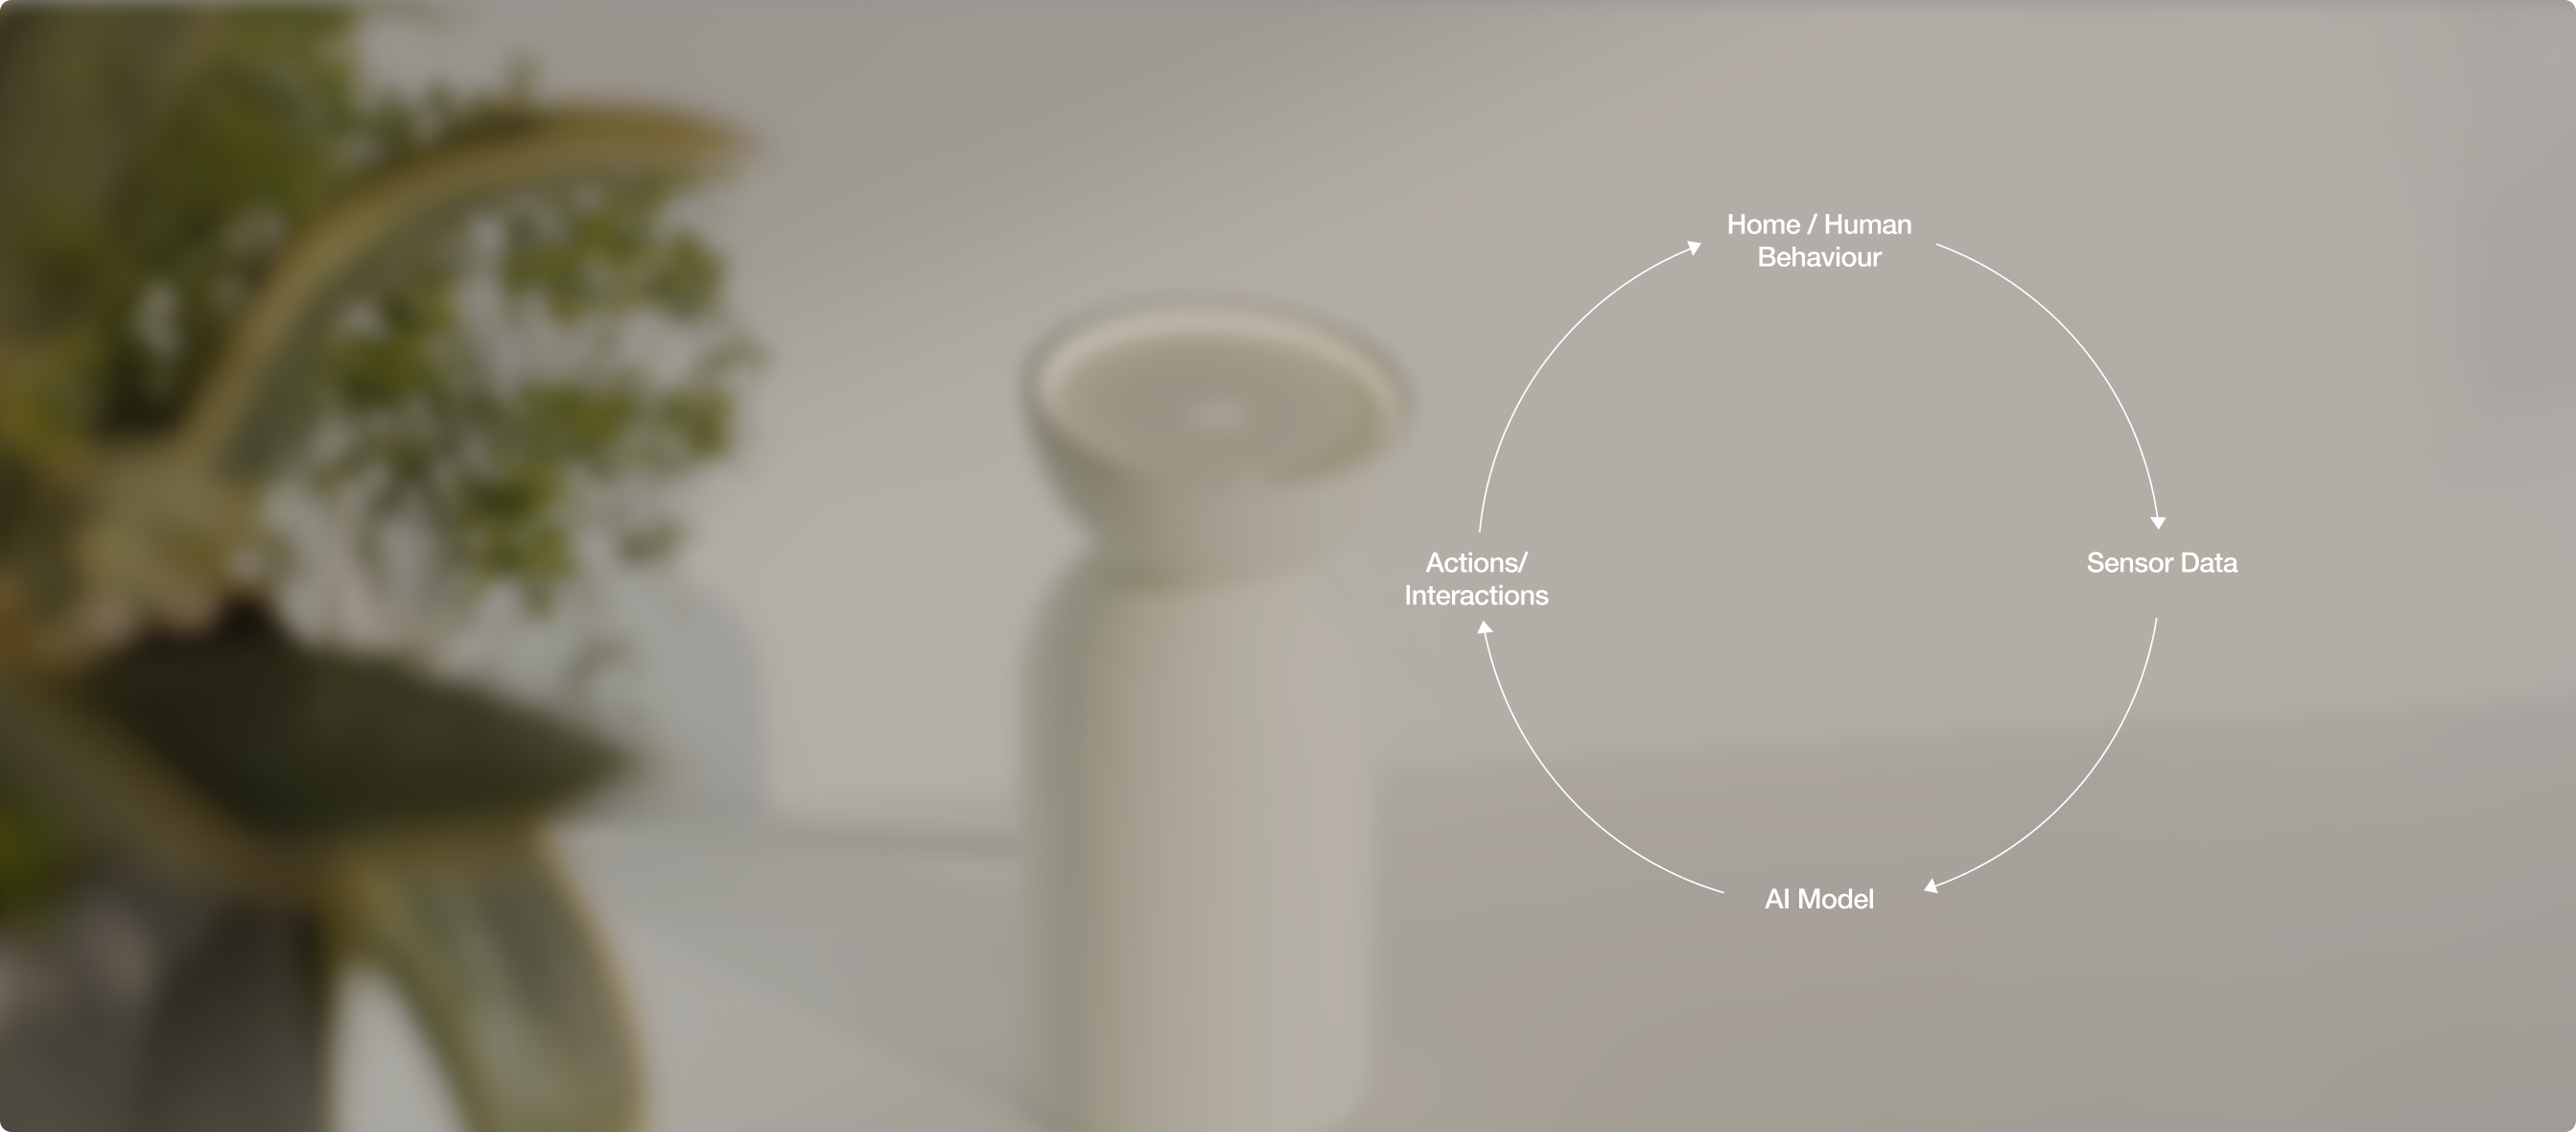 Home / Human
Behaviour
Sensor Data
AI Model
Actions/
Interactions